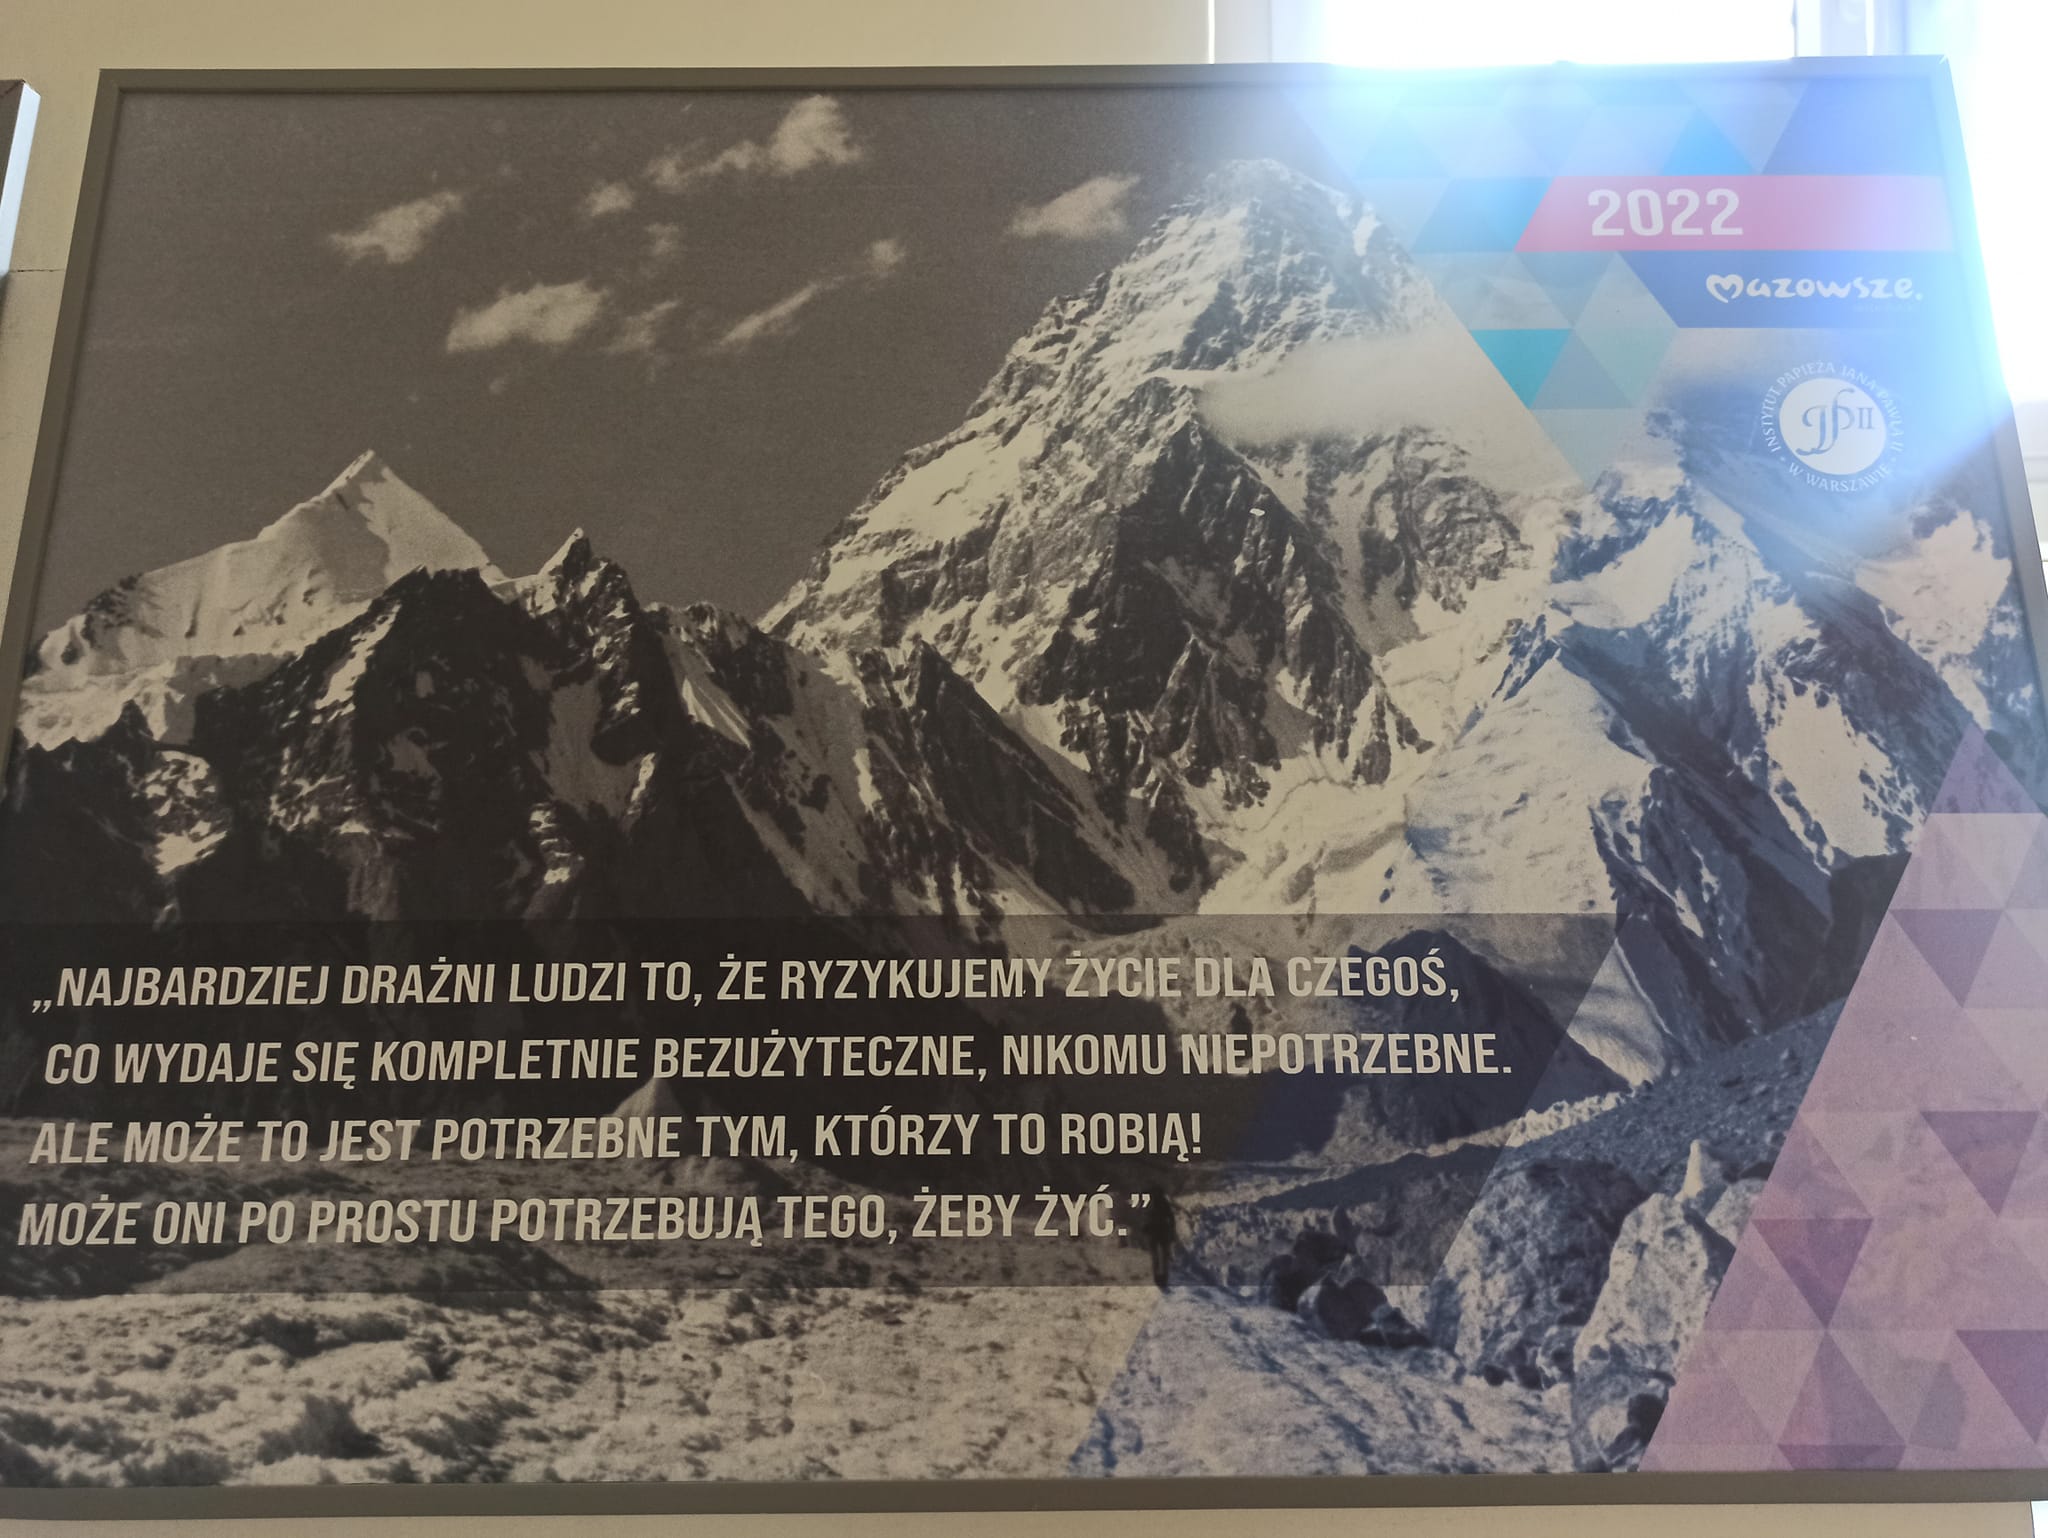 2022
Mazowsze.
INSTYTUT PAPIEŻA JANA PAWŁA II • W WARSZAWIE •
JPII
„NAJBARDZIEJ DRAŻNI LUDZI TO, ŻE RYZYKUJEMY ŻYCIE DLA CZEGOŚ,
CO WYDAJE SIĘ KOMPLETNIE BEZUŻYTECZNE, NIKOMU NIEPOTRZEBNE.
ALE MOŻE TO JEST POTRZEBNE TYM, KTÓRZY TO ROBIĄ!
MOŻE ONI PO PROSTU POTRZEBUJĄ TEGO, ŻEBY ŻYĆ.”